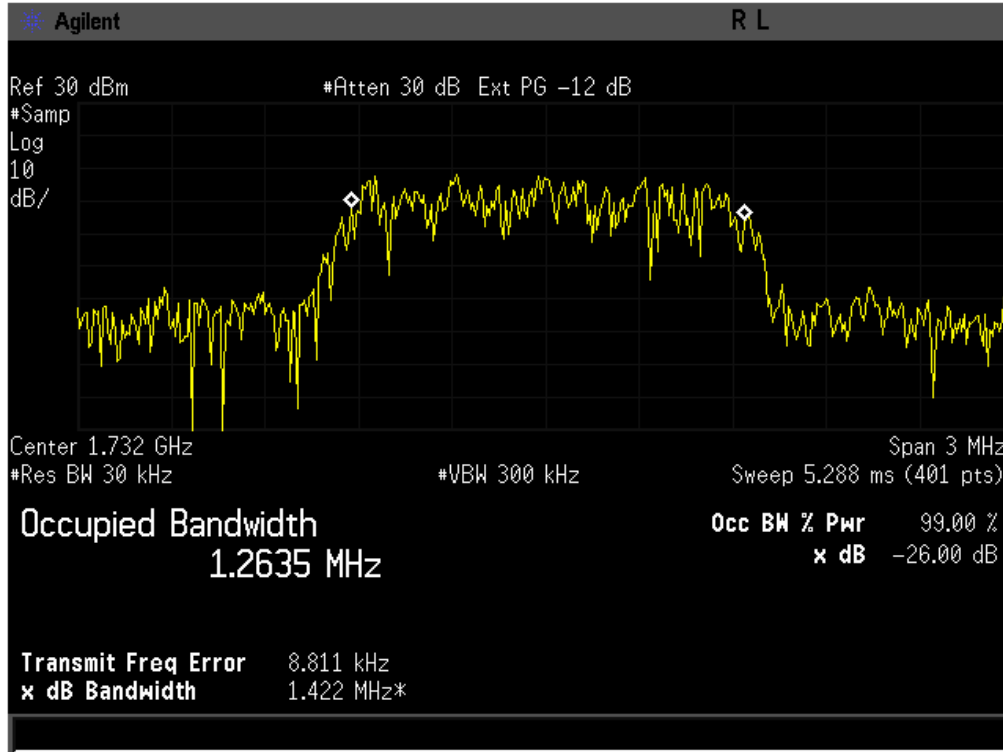 Agilent R L
Ref 30 dBm #Atten 30 dB Ext PG -12 dB
#Samp
Log
10
dB/
Center 1.732 GHz Span 3 MHz
#Res BW 30 kHz #VBW 300 kHz Sweep 5.288 ms (401 pts)
Occupied Bandwidth Occ BW % Pwr 99.00 %
1.2635 MHz x dB -26.00 dB
Transmit Freq Error 8.811 kHz
x dB Bandwidth 1.422 MHz*